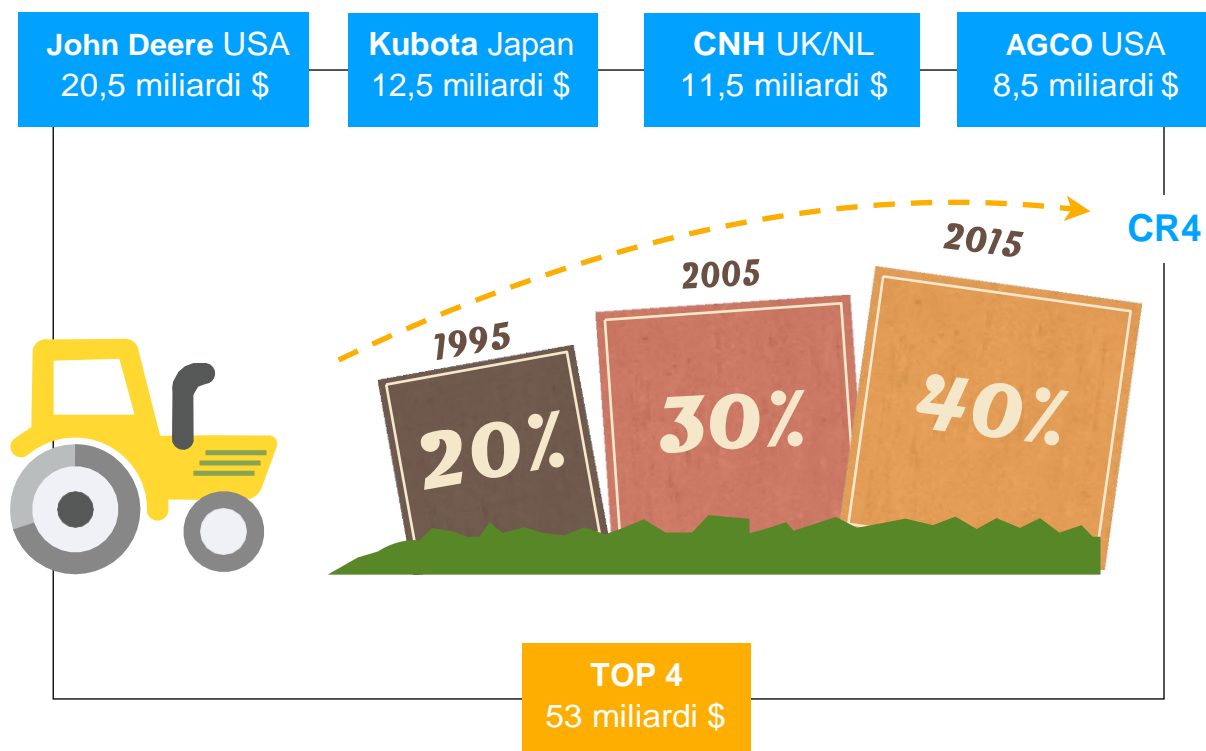 John Deere USA
20,5 miliardi $
Kubota Japan
12,5 miliardi $
CNH UK/NL
11,5 miliardi $
AGCO USA
8,5 miliardi $
CR4
1995
2005
2015
20%
30%
40%
TOP 4
53 miliardi $